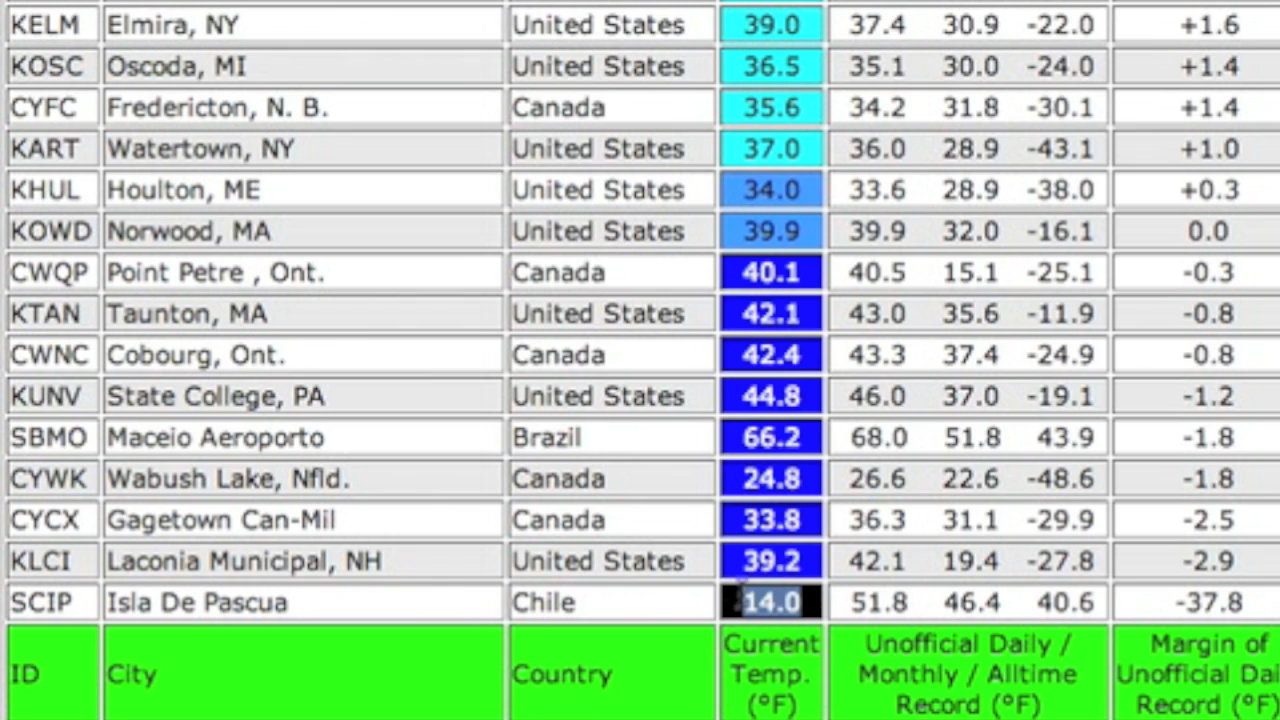 KELM Elmira, NY United States 39.0 37.4 30.9 -22.0 +1.6
KOSC Oscoda, MI United States 36.5 35.1 30.0 -24.0 +1.4
CYFC Fredericton, N. B. Canada 35.6 34.2 31.8 -30.1 +1.4
KART Watertown, NY United States 37.0 36.0 28.9 -43.1 +1.0
KHUL Houlton, ME United States 34.0 33.6 28.9 -38.0 +0.3
KOWD Norwood, MA United States 39.9 39.9 32.0 -16.1 0.0
CWQP Point Petre , Ont. Canada 40.1 40.5 15.1 -25.1 -0.3
KTAN Taunton, MA United States 42.1 43.0 35.6 -11.9 -0.8
CWNC Cobourg, Ont. Canada 42.4 43.3 37.4 -24.9 -0.8
KUNV State College, PA United States 44.8 46.0 37.0 -19.1 -1.2
SBMO Maceio Aeroporto Brazil 66.2 68.0 51.8 43.9 -1.8
CYWK Wabush Lake, Nfld. Canada 24.8 26.6 22.6 -48.6 -1.8
CYCX Gagetown Can-Mil Canada 33.8 36.3 31.1 -29.9 -2.5
KLCI Laconia Municipal, NH United States 39.2 42.1 19.4 -27.8 -2.9
SCIP Isla De Pascua Chile 14.0 51.8 46.4 40.6 -37.8
Current Unofficial Daily / Margin of
ID City Country Temp. Monthly / Alltime Unofficial Dai
(°F) Record (°F) Record (°F)